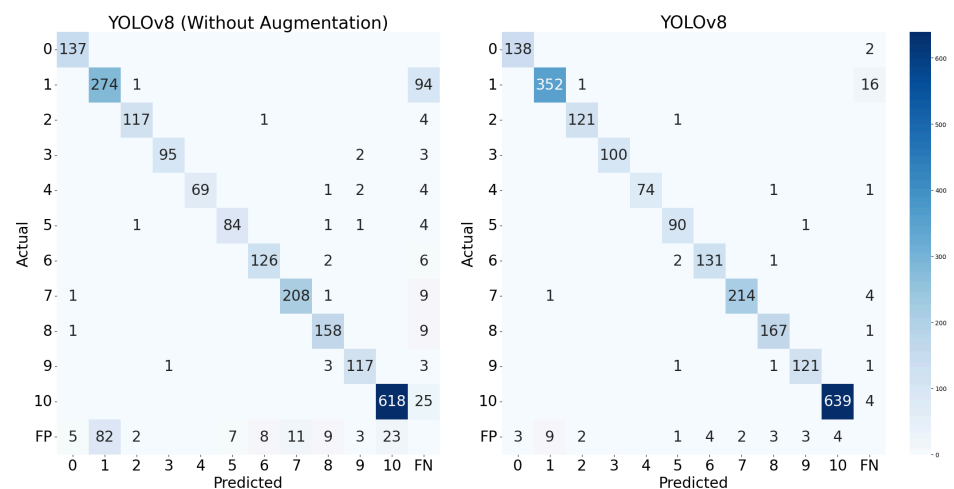 YOLOv8 (Without Augmentation)
0 137
1 274 1 94
2 117 1 4
3 95 2 3
4 69 1 2 4
5 1 84 1 1 4
6 126 2 6
7 1 208 1 9
8 1 158 9
9 1 3 117 3
10 618 25
FP 5 82 2 7 8 11 9 3 23
0 1 2 3 4 5 6 7 8 9 10 FN
Predicted
Actual
YOLOv8
0 138 2
1 352 1 16
2 121 1
3 100
4 74 1 1
5 90 1
6 2 131 1
7 1 214 4
8 167 1
9 1 1 121 1
10 639 4
FP 3 9 2 1 4 2 3 3 4
0 1 2 3 4 5 6 7 8 9 10 FN
Predicted
Actual
600
500
400
300
200
100
0